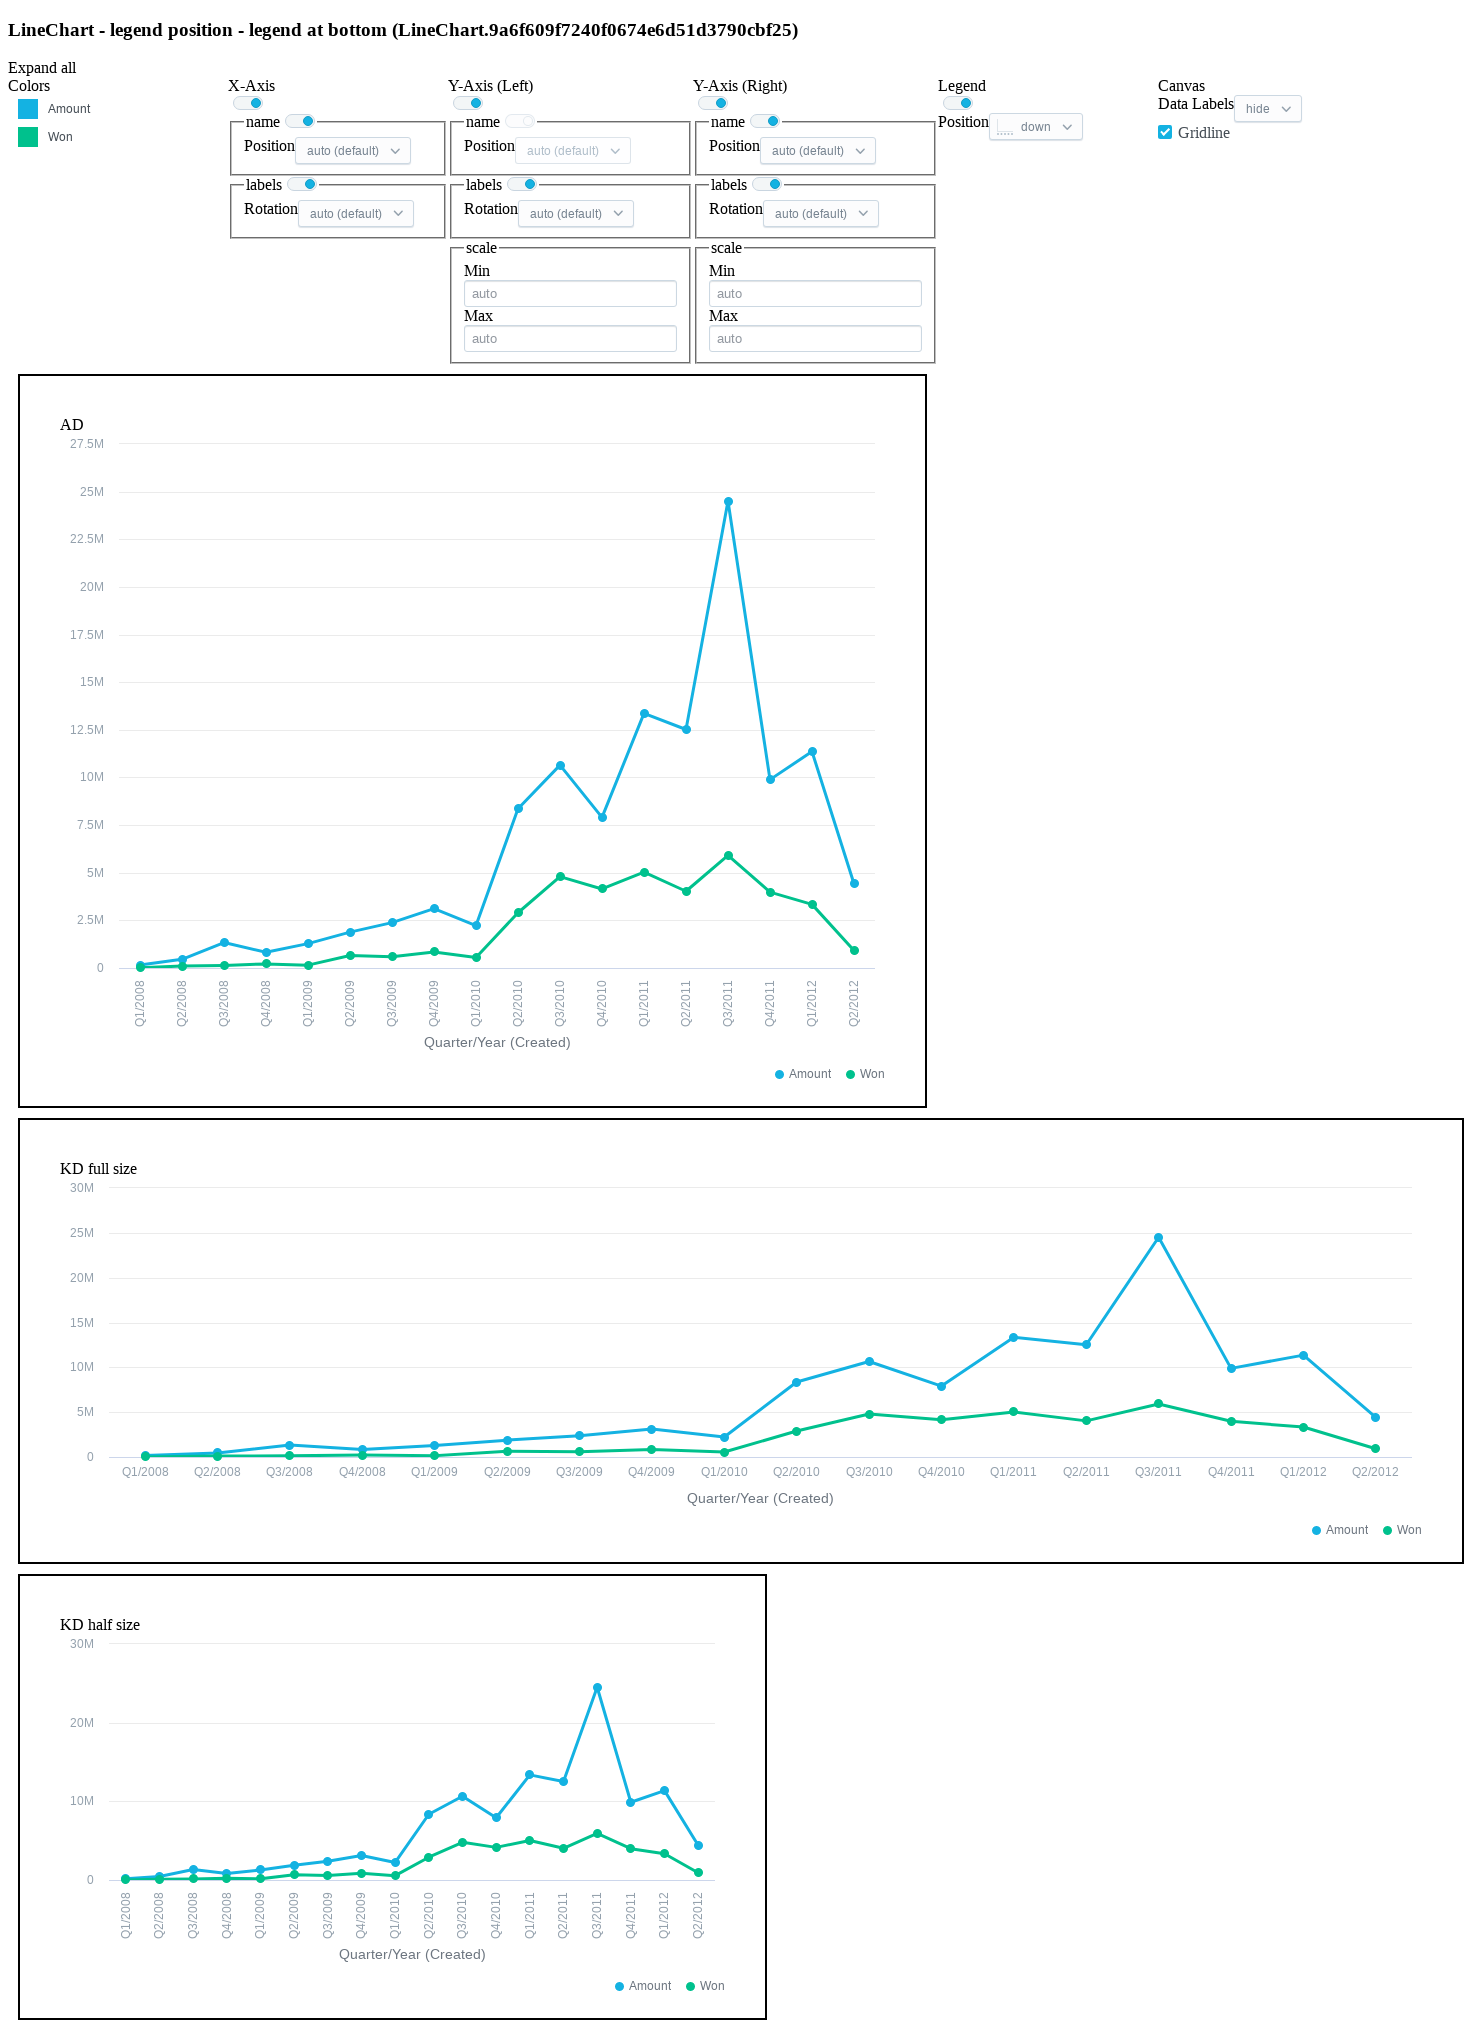 LineChart - legend position - legend at bottom (LineChart.9a6f609f7240f0674e6d51d3790cbf25)
Expand all
Colors
Amount
Won
X-Axis
name
Position auto (default)
labels
Rotation auto (default)
Y-Axis (Left)
name
Position auto (default)
labels
Rotation auto (default)
scale
Min
auto
Max
auto
Y-Axis (Right)
name
Position auto (default)
labels
Rotation auto (default)
scale
Min
auto
Max
auto
Legend
Position down
Canvas
Data Labels hide
Gridline
AD
27.5M
25M
22.5M
20M
17.5M
15M
12.5M
10M
7.5M
5M
2.5M
0
Q1/2008 Q2/2008 Q3/2008 Q4/2008 Q1/2009 Q2/2009 Q3/2009 Q4/2009 Q1/2010 Q2/2010 Q3/2010 Q4/2010 Q1/2011 Q2/2011 Q3/2011 Q4/2011 Q1/2012 Q2/2012
Quarter/Year (Created)
Amount Won
KD full size
30M
25M
20M
15M
10M
5M
0
Q1/2008 Q2/2008 Q3/2008 Q4/2008 Q1/2009 Q2/2009 Q3/2009 Q4/2009 Q1/2010 Q2/2010 Q3/2010 Q4/2010 Q1/2011 Q2/2011 Q3/2011 Q4/2011 Q1/2012 Q2/2012
Quarter/Year (Created)
Amount Won
KD half size
30M
20M
10M
0
Q1/2008 Q2/2008 Q3/2008 Q4/2008 Q1/2009 Q2/2009 Q3/2009 Q4/2009 Q1/2010 Q2/2010 Q3/2010 Q4/2010 Q1/2011 Q2/2011 Q3/2011 Q4/2011 Q1/2012 Q2/2012
Quarter/Year (Created)
Amount Won